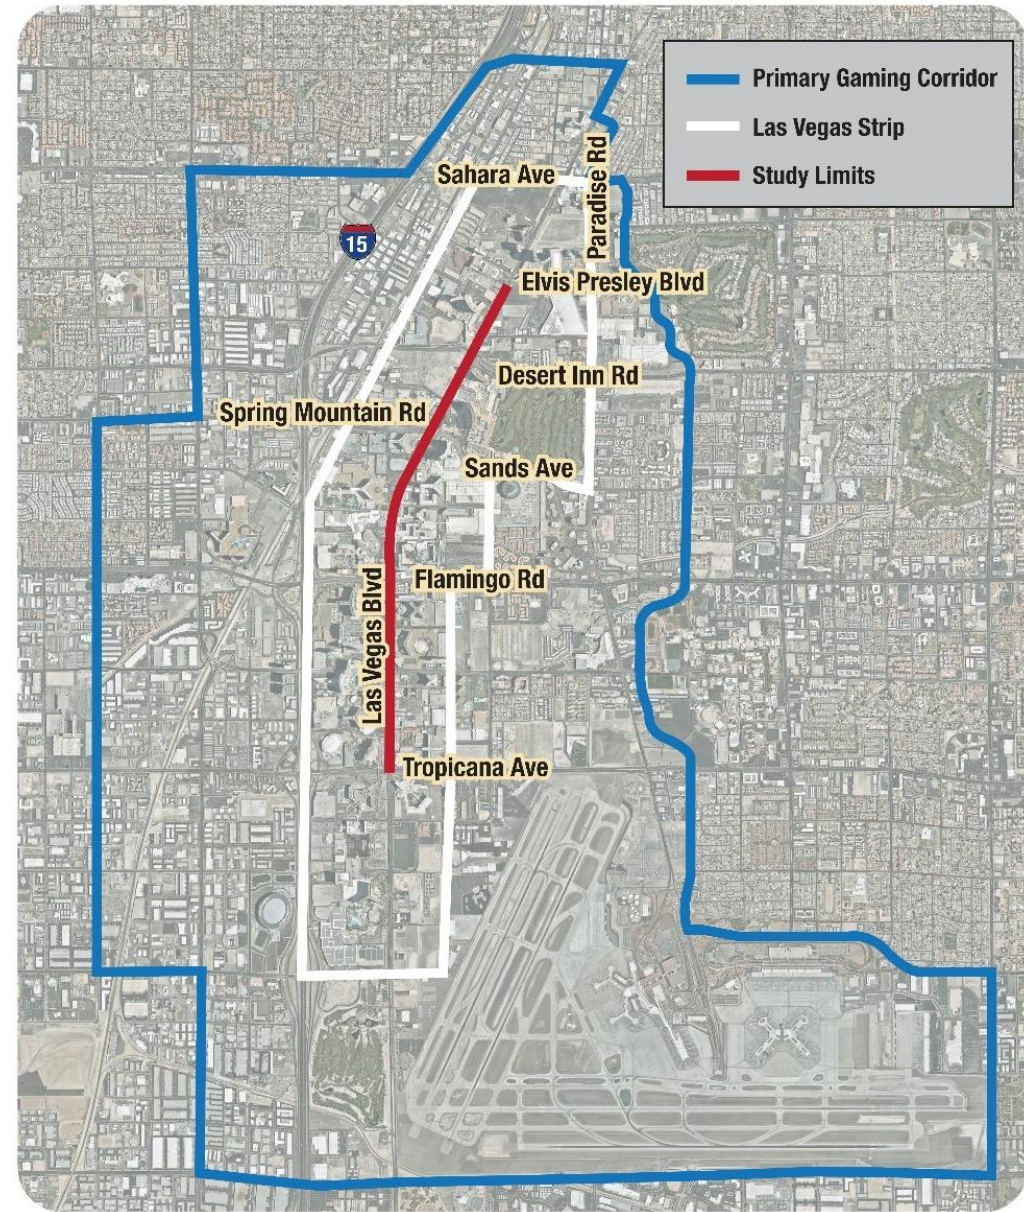 Primary Gaming Corridor
Las Vegas Strip
Study Limits
Sahara Ave
Paradise Rd
15
Elvis Presley Blvd
Desert Inn Rd
Spring Mountain Rd
Sands Ave
Flamingo Rd
Las Vegas Blvd
Tropicana Ave